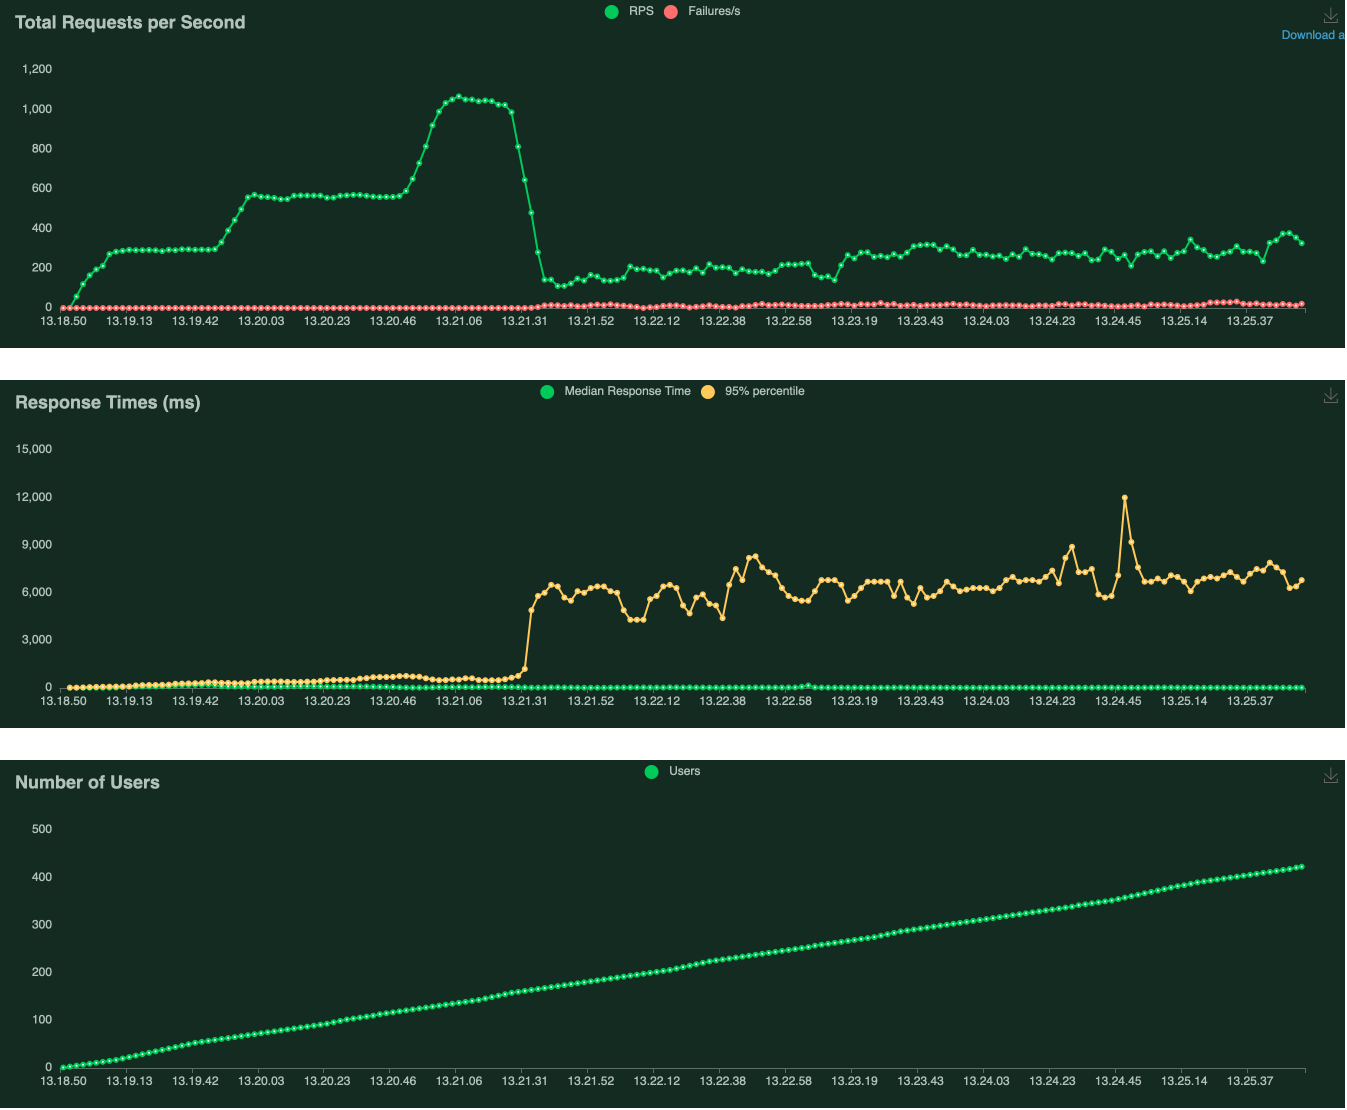 Total Requests per Second
RPS Failures/s
Download a
1,200
1,000
800
600
400
200
0
13.18.50 13.19.13 13.19.42 13.20.03 13.20.23 13.20.46 13.21.06 13.21.31 13.21.52 13.22.12 13.22.38 13.22.58 13.23.19 13.23.43 13.24.03 13.24.23 13.24.45 13.25.14 13.25.37
Response Times (ms)
Median Response Time 95% percentile
15,000
12,000
9,000
6,000
3,000
0
13.18.50 13.19.13 13.19.42 13.20.03 13.20.23 13.20.46 13.21.06 13.21.31 13.21.52 13.22.12 13.22.38 13.22.58 13.23.19 13.23.43 13.24.03 13.24.23 13.24.45 13.25.14 13.25.37
Number of Users
Users
500
400
300
200
100
0
13.18.50 13.19.13 13.19.42 13.20.03 13.20.23 13.20.46 13.21.06 13.21.31 13.21.52 13.22.12 13.22.38 13.22.58 13.23.19 13.23.43 13.24.03 13.24.23 13.24.45 13.25.14 13.25.37